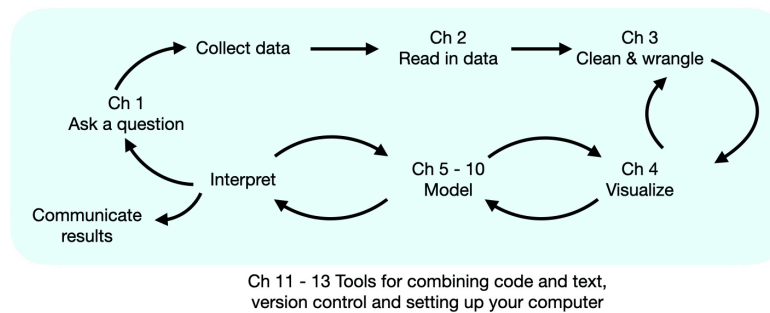 Collect data
Ch 2
Read in data
Ch 3
Clean & wrangle
Ch 1
Ask a question
Interpret
Ch 5 - 10
Model
Ch 4
Visualize
Communicate
results
Ch 11 - 13 Tools for combining code and text,
version control and setting up your computer